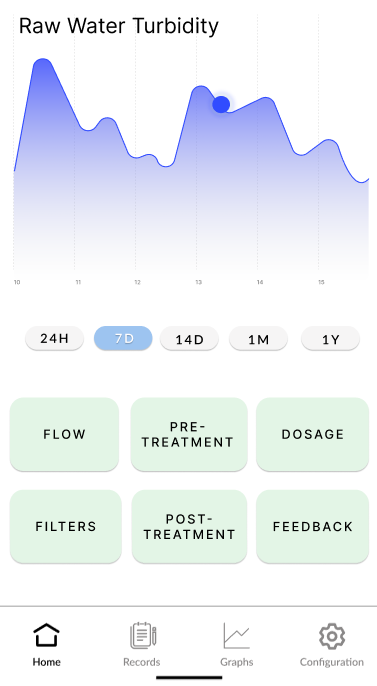 Raw Water Turbidity
10 11 12 13 14 15
24H 7D 14D 1M 1Y
FLOW
PRE-
TREATMENT
DOSAGE
FILTERS
POST-
TREATMENT
FEEDBACK
Home Records Graphs Configuration